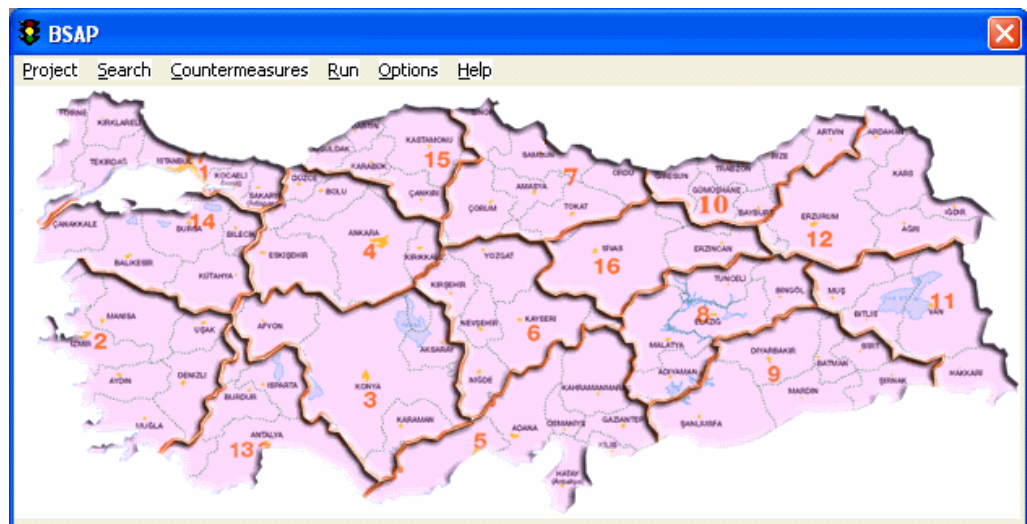 BSAP
Project Search Countermeasures Run Options Help
KIRKLARELİ
KASTAMONU
ARTVIN ARDAHAN
TEKİRDAĞ ISTANBUL 1
KOCAELİ
KARABÜK
15
SAMSUN
ORDU
GİRESUN
TRABZON
RİZE
KARS
DÜZCE
BOLU
ÇANKIRI
AMASYA
7
GÜMÜŞHANE
10
BAYBURT
ÇORUM
TOKAT
ERZURUM
12
IĞDIR
AĞRI
ÇANAKKALE
14
BURSA
BİLECİK
ANKARA
4
KIRIKKALE
ESKİŞEHİR
YOZGAT
SİVAS
16
ERZİNCAN
BALIKESİR
KÜTAHYA
KIRŞEHİR
TUNCELİ
BİNGÖL
MUŞ
11
VAN
MANİSA
UŞAK
AFYON
NEVŞEHİR
KAYSERİ
6
8
ELAZIĞ
BİTLİS
İZMİR 2
AKSARAY
MALATYA
DİYARBAKIR
9
SİİRT
BATMAN
AYDIN
DENİZLİ
ISPARTA
BURDUR
KONYA
3
NİĞDE
KAHRAMANMARAŞ
ADIYAMAN
MARDİN
ŞIRNAK
HAKKARİ
MUĞLA
ANTALYA
13
KARAMAN
5
ADANA
OSMANİYE
GAZİANTEP
ŞANLIURFA
KİLİS
HATAY